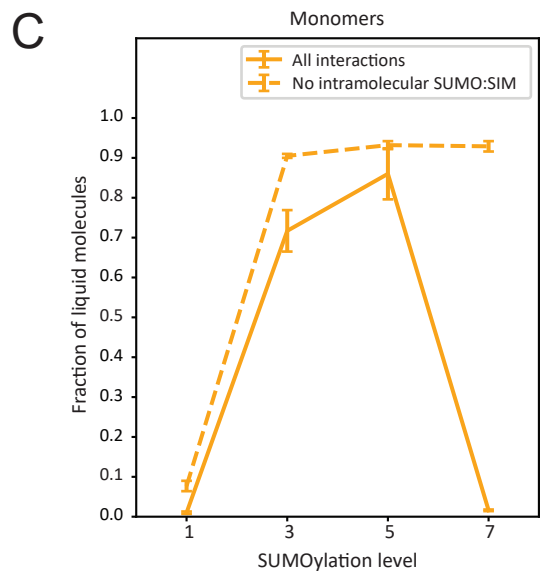 C
Monomers
All interactions
No intramolecular SUMO:SIM
Fraction of liquid molecules
1.0
0.9
0.8
0.7
0.6
0.5
0.4
0.3
0.2
0.1
0.0
1 3 5 7
SUMOylation level